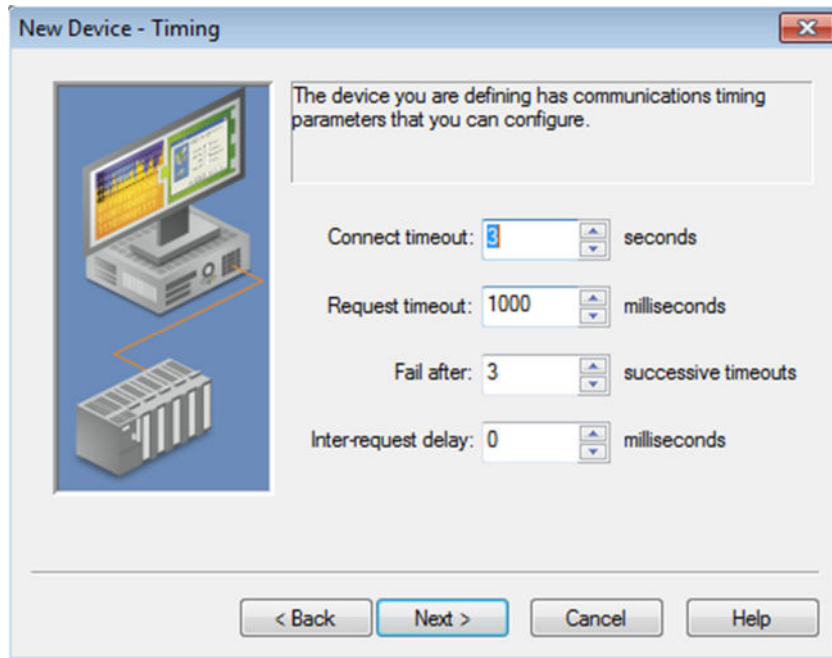 New Device - Timing
The device you are defining has communications timing
parameters that you can configure.
Connect timeout: 3 seconds
Request timeout: 1000 milliseconds
Fail after: 3 successive timeouts
Inter-request delay: 0 milliseconds
< Back Next > Cancel Help